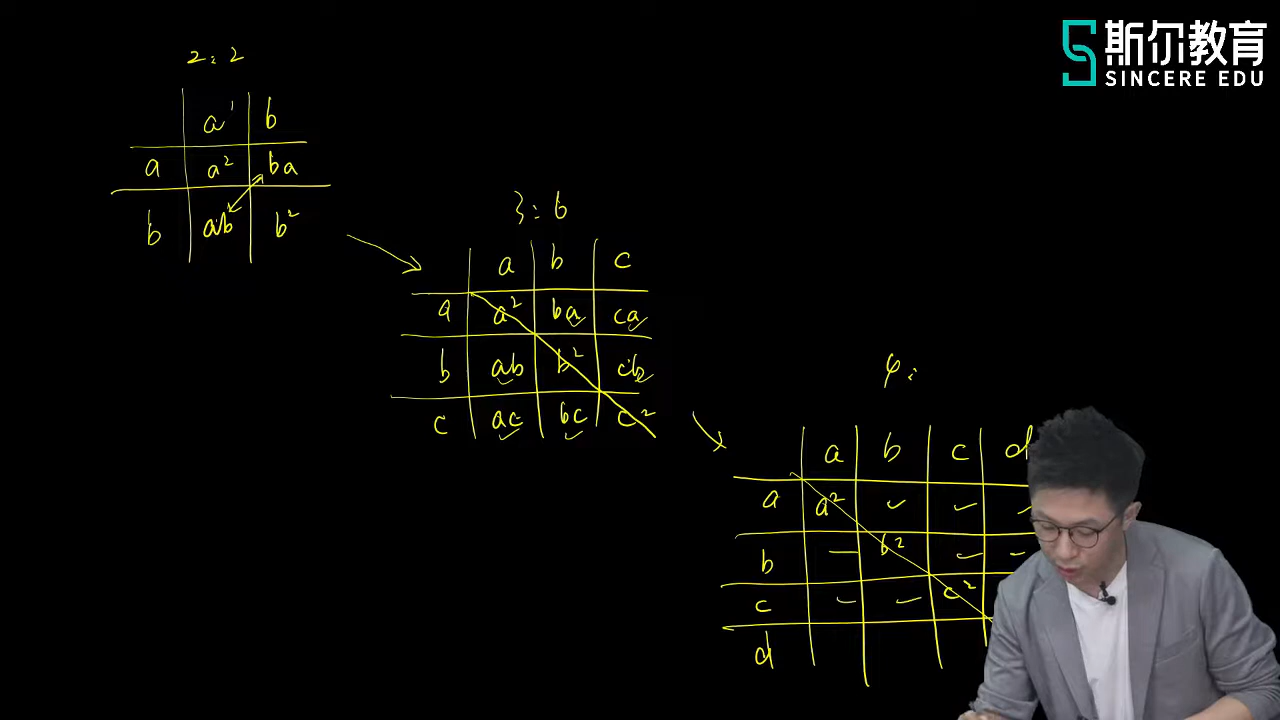 斯尔教育
SINCERE EDU
2: 2
a' b
a a² ba
b ab b²
3: 6
a b c
a a² ba ca
b ab b² cb
c ac bc c²
4:
a b c d
a a² ✓ ✓ ✓
b — b² ✓ ✓
c ✓ ✓ c²
d